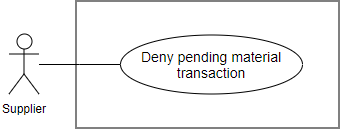 Deny pending material
transaction
Supplier